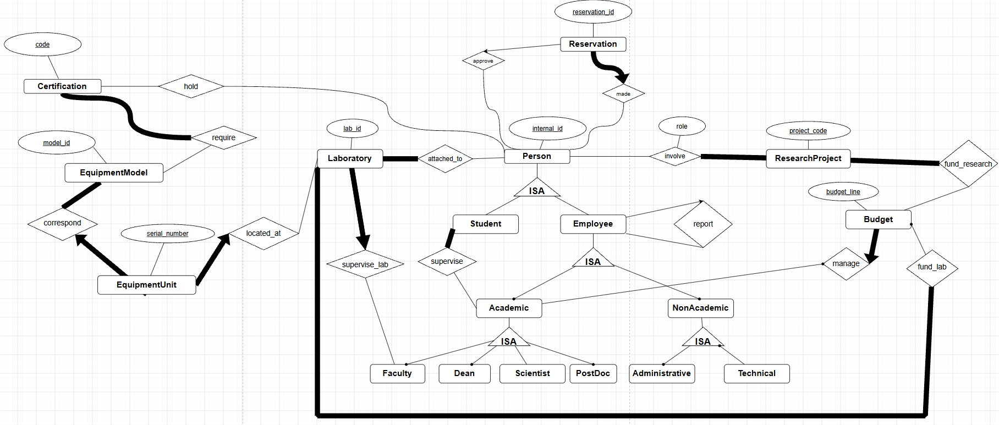 reservation_id
code
Reservation
approve
Certification
hold
made
lab_id
internal_id
role
project_code
require
model_id
Laboratory
attached_to
Person
involve
ResearchProject
fund_research
EquipmentModel
ISA
budget_line
correspond
serial_number
located_at
Student
Employee
report
Budget
supervise_lab
supervise
ISA
manage
fund_lab
EquipmentUnit
Academic
NonAcademic
ISA
ISA
Faculty
Dean
Scientist
PostDoc
Administrative
Technical